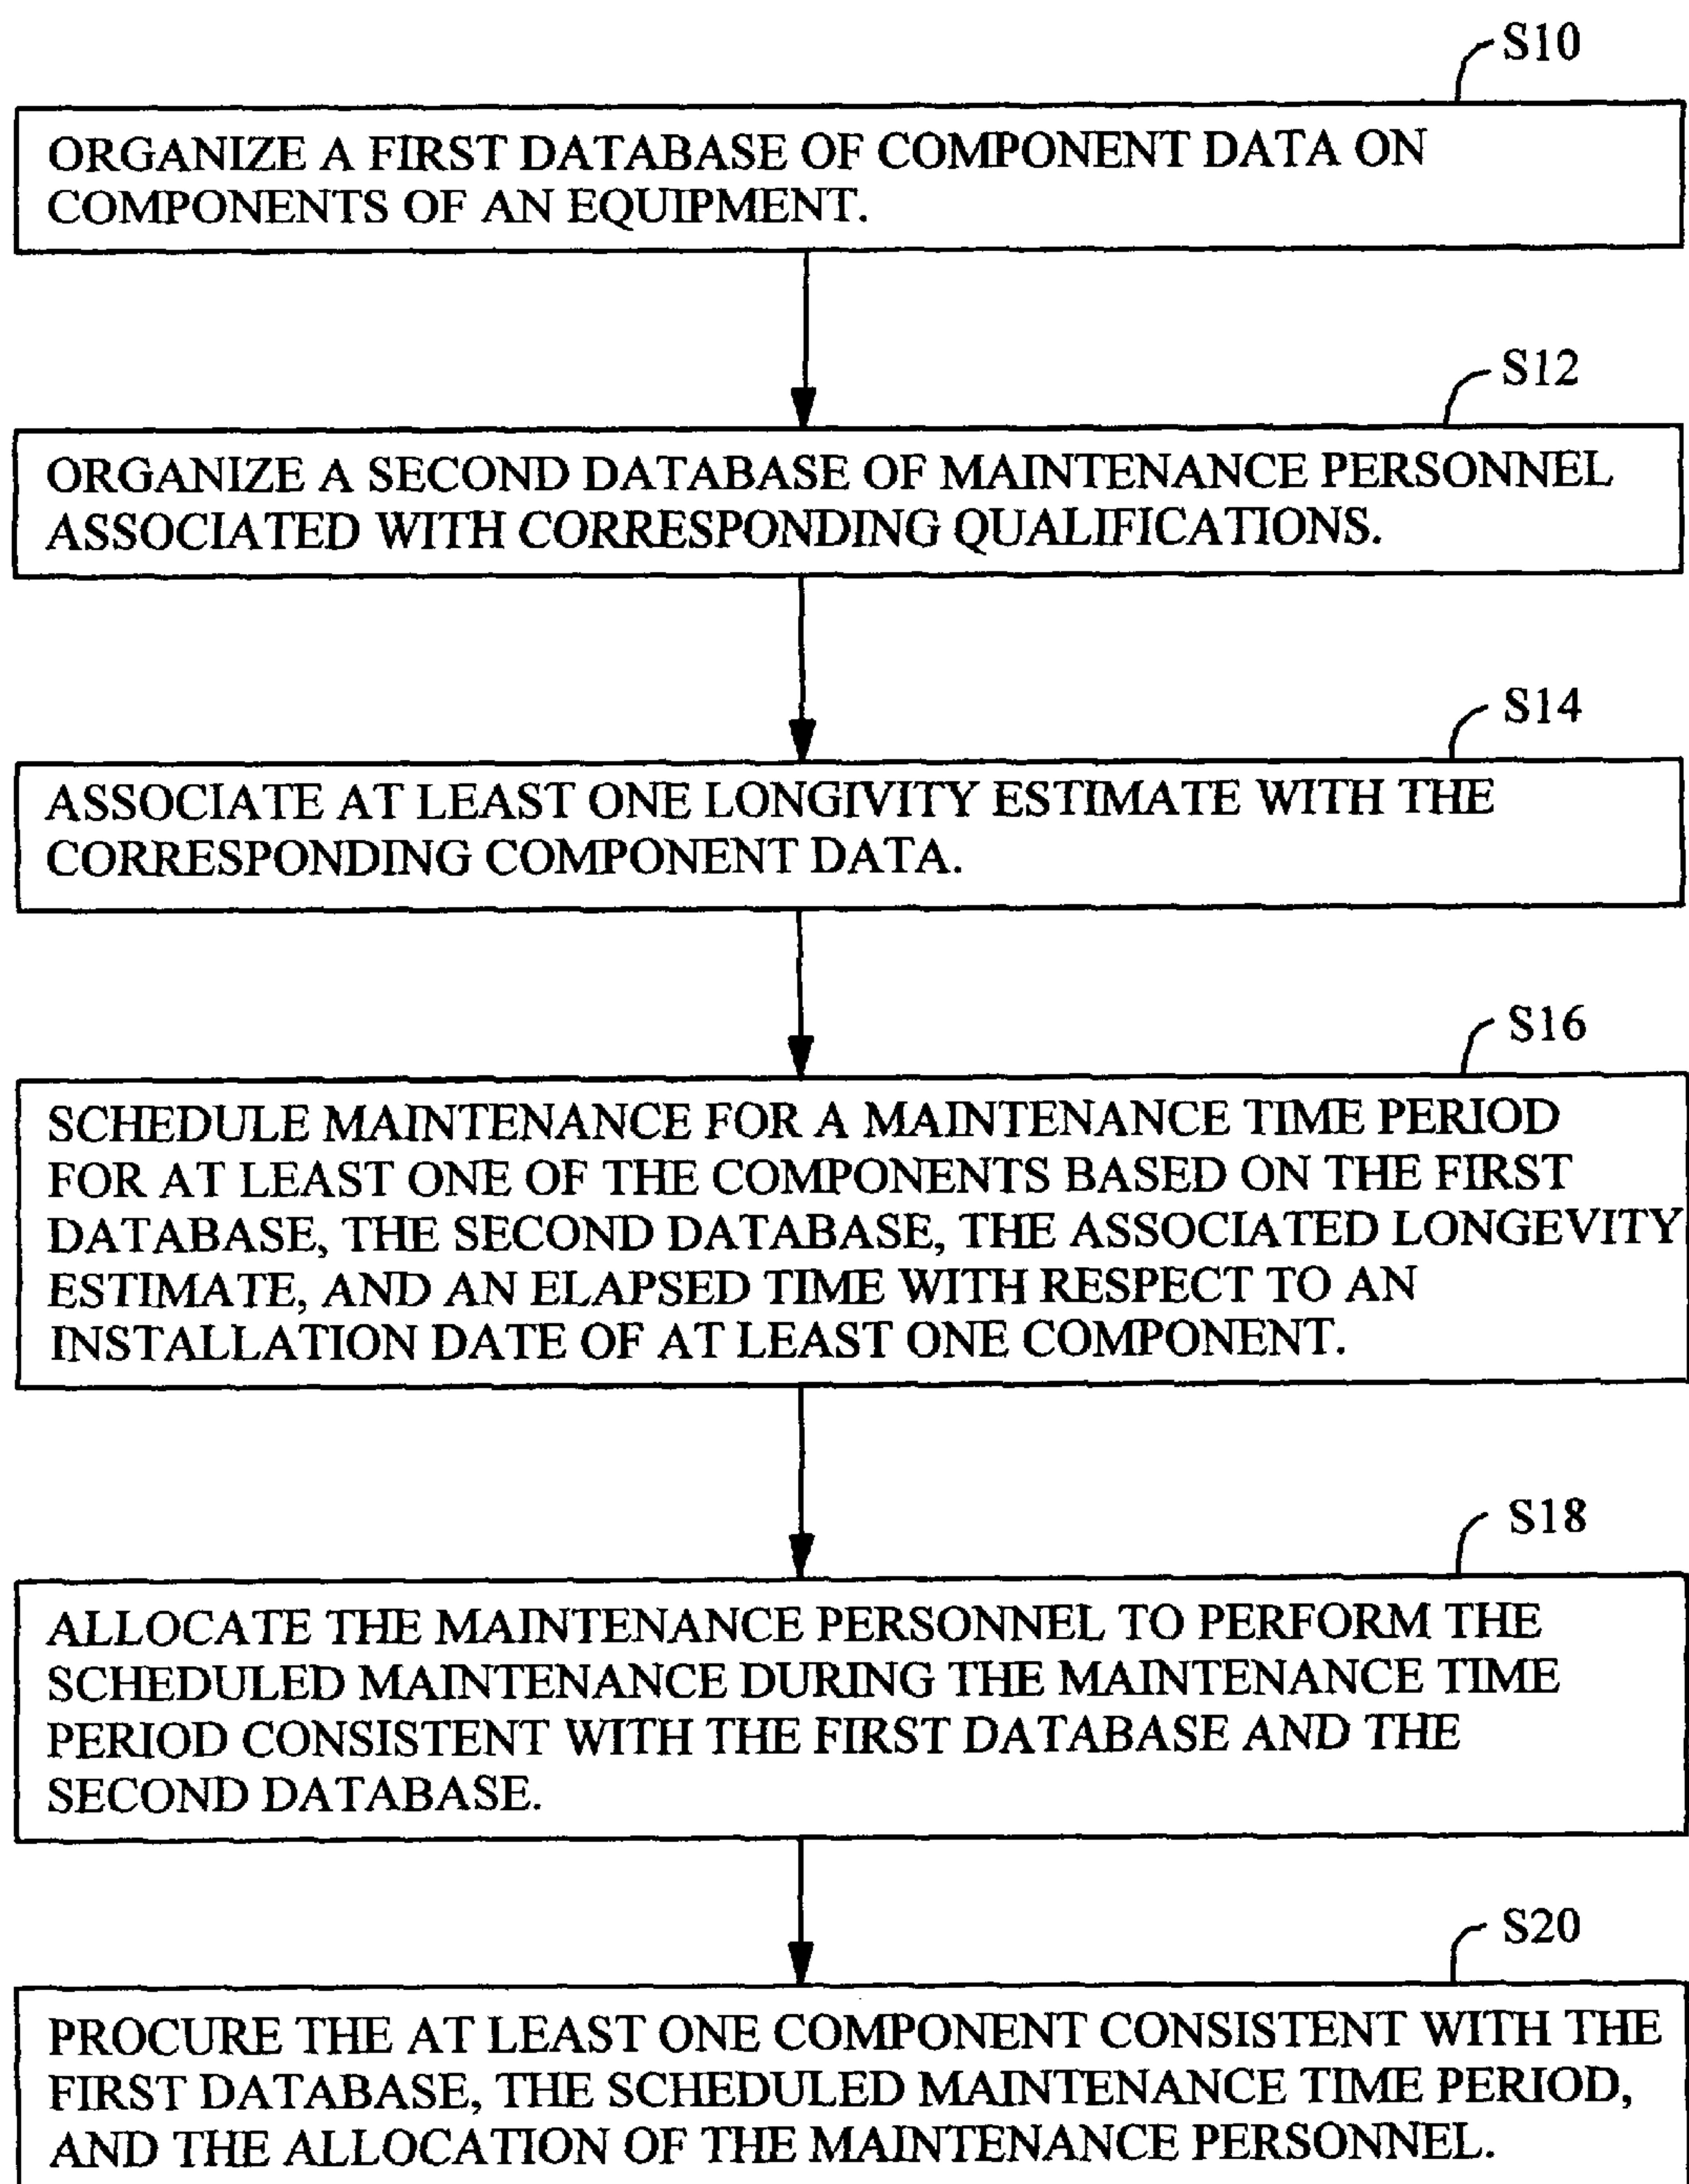 S10
ORGANIZE A FIRST DATABASE OF COMPONENT DATA ON
COMPONENTS OF AN EQUIPMENT.
S12
ORGANIZE A SECOND DATABASE OF MAINTENANCE PERSONNEL
ASSOCIATED WITH CORRESPONDING QUALIFICATIONS.
S14
ASSOCIATE AT LEAST ONE LONGIVITY ESTIMATE WITH THE
CORRESPONDING COMPONENT DATA.
S16
SCHEDULE MAINTENANCE FOR A MAINTENANCE TIME PERIOD
FOR AT LEAST ONE OF THE COMPONENTS BASED ON THE FIRST
DATABASE, THE SECOND DATABASE, THE ASSOCIATED LONGEVITY
ESTIMATE, AND AN ELAPSED TIME WITH RESPECT TO AN
INSTALLATION DATE OF AT LEAST ONE COMPONENT.
S18
ALLOCATE THE MAINTENANCE PERSONNEL TO PERFORM THE
SCHEDULED MAINTENANCE DURING THE MAINTENANCE TIME
PERIOD CONSISTENT WITH THE FIRST DATABASE AND THE
SECOND DATABASE.
S20
PROCURE THE AT LEAST ONE COMPONENT CONSISTENT WITH THE
FIRST DATABASE, THE SCHEDULED MAINTENANCE TIME PERIOD,
AND THE ALLOCATION OF THE MAINTENANCE PERSONNEL.